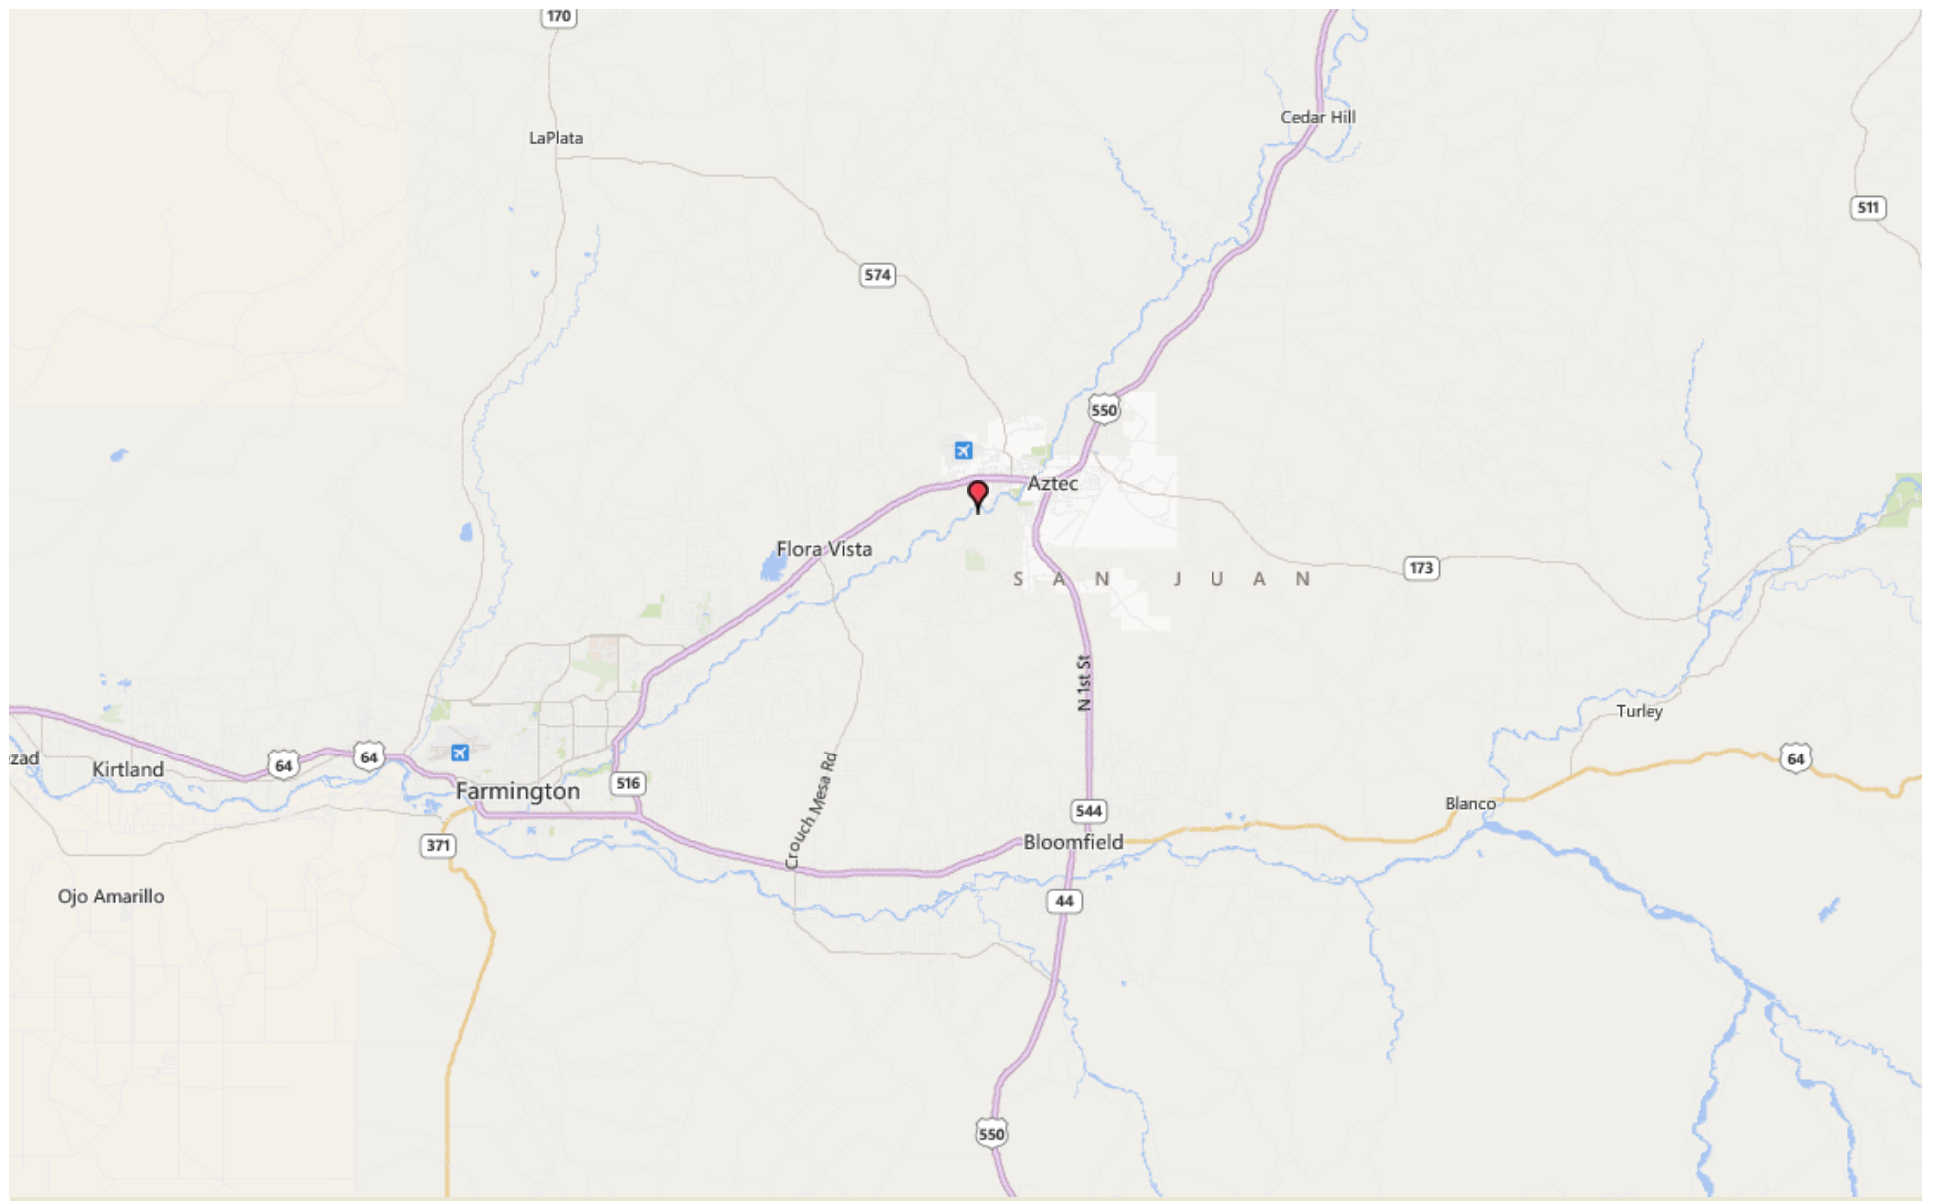 170
LaPlata
Cedar Hill
511
574
550
Aztec
Flora Vista
S A N J U A N
173
N 1st St
Turley
zad
Kirtland
64
64
Farmington
516
Crouch Mesa Rd
544
64
Blanco
371
Bloomfield
Ojo Amarillo
44
550